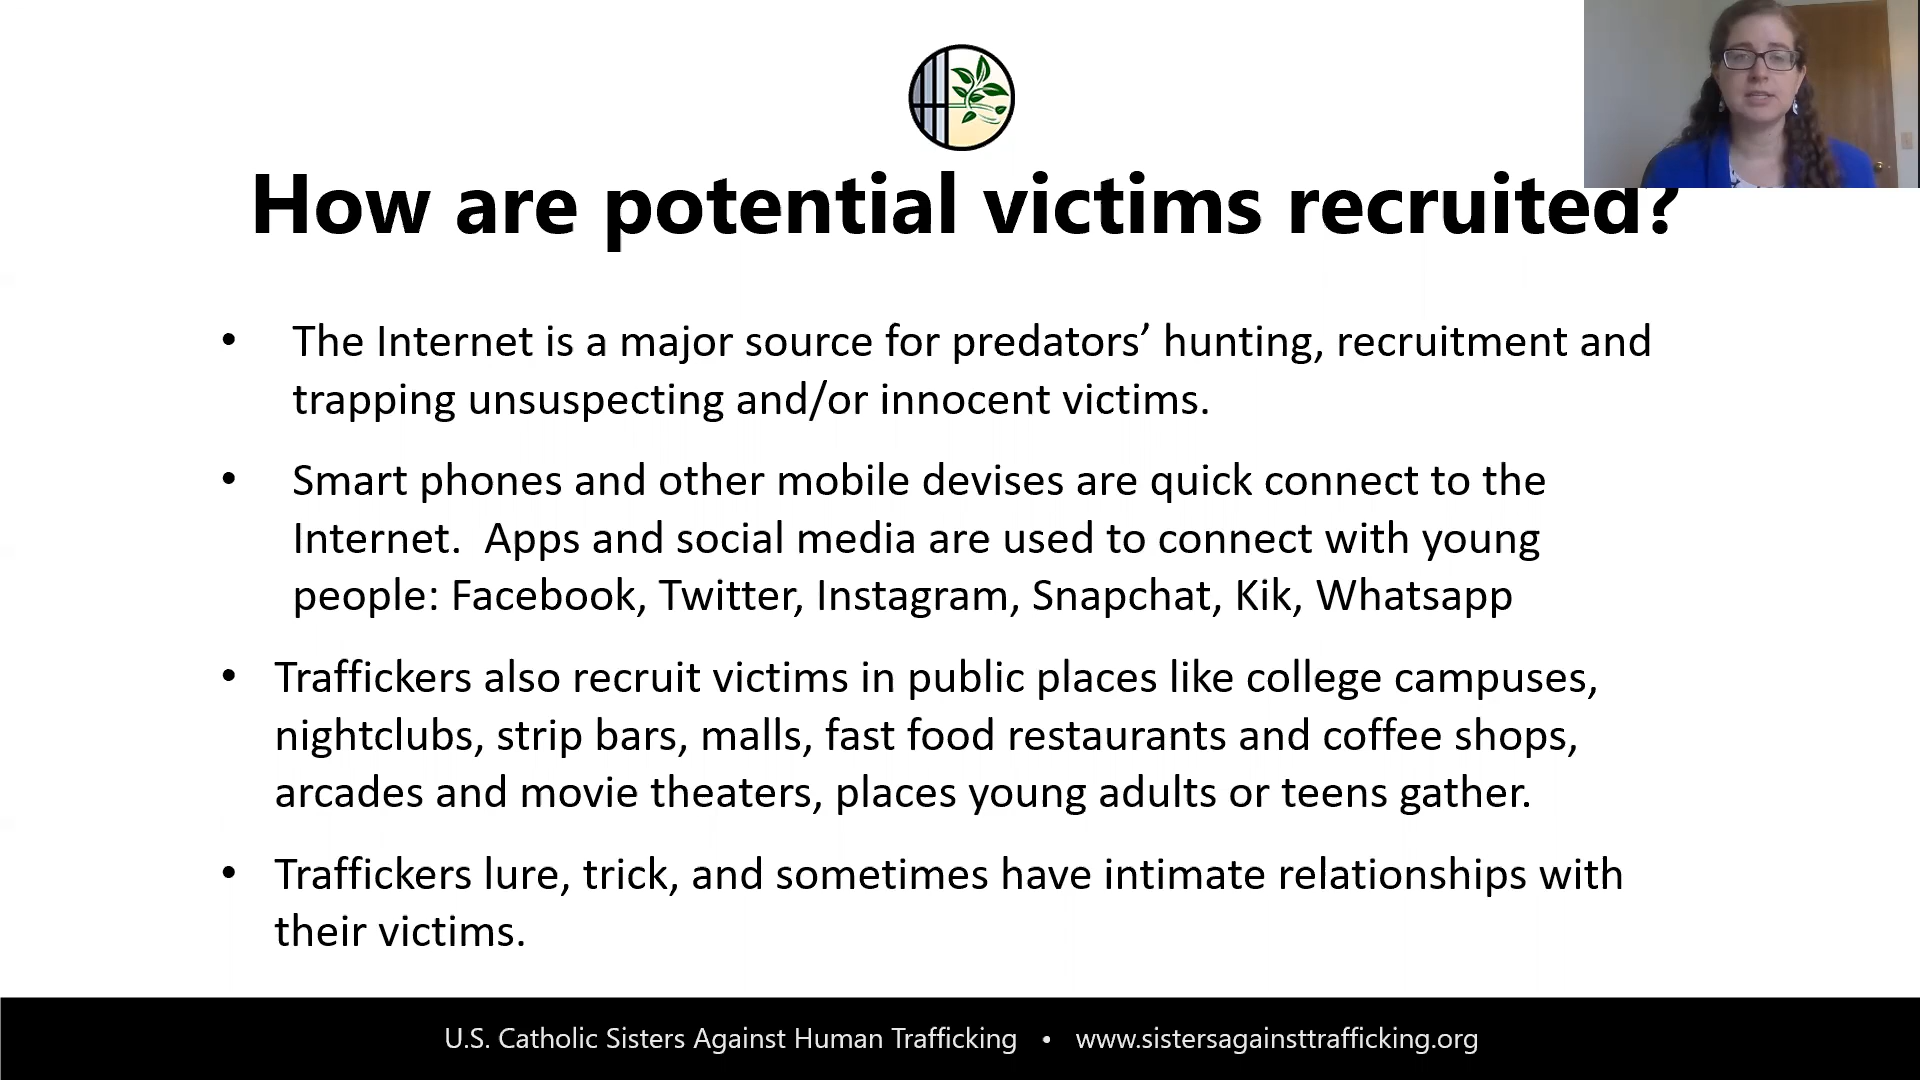 How are potential victims recruited?
• The Internet is a major source for predators’ hunting, recruitment and
trapping unsuspecting and/or innocent victims.
• Smart phones and other mobile devises are quick connect to the
Internet.  Apps and social media are used to connect with young
people: Facebook, Twitter, Instagram, Snapchat, Kik, Whatsapp
• Traffickers also recruit victims in public places like college campuses,
nightclubs, strip bars, malls, fast food restaurants and coffee shops,
arcades and movie theaters, places young adults or teens gather.
• Traffickers lure, trick, and sometimes have intimate relationships with
their victims.
U.S. Catholic Sisters Against Human Trafficking • www.sistersagainsttrafficking.org